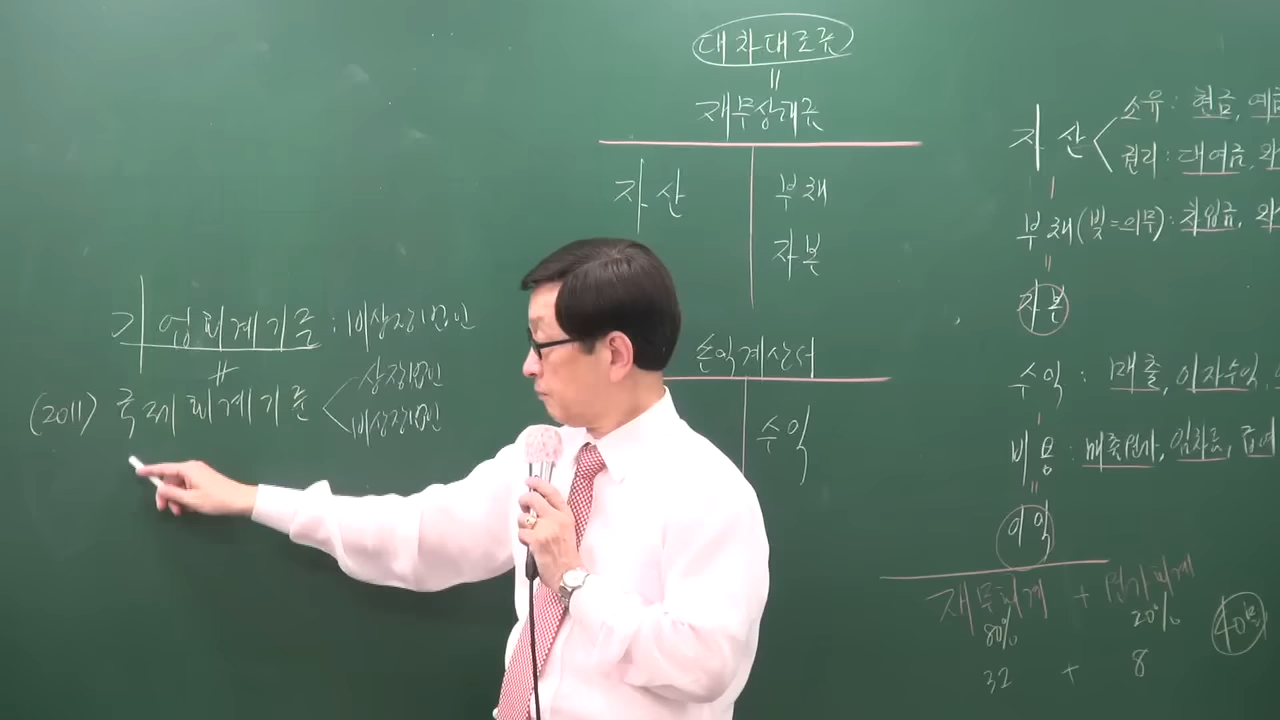 대차대조표
=
재무상태표
자산
부채
자본
기업회계기준 : 비상장법인
(2011) 국제회계기준 < 상장법인
비상장법인
손익계산서
수익
자산 < 소유 : 현금, 예금
권리 : 대여금,
부채 (빚=의무) : 차입금,
=
자본
수익 : 매출, 이자수익,
비용 : 매출원가, 임차료, 급여
=
이익
재무회계 + 원가회계
80% 20%
32 + 8